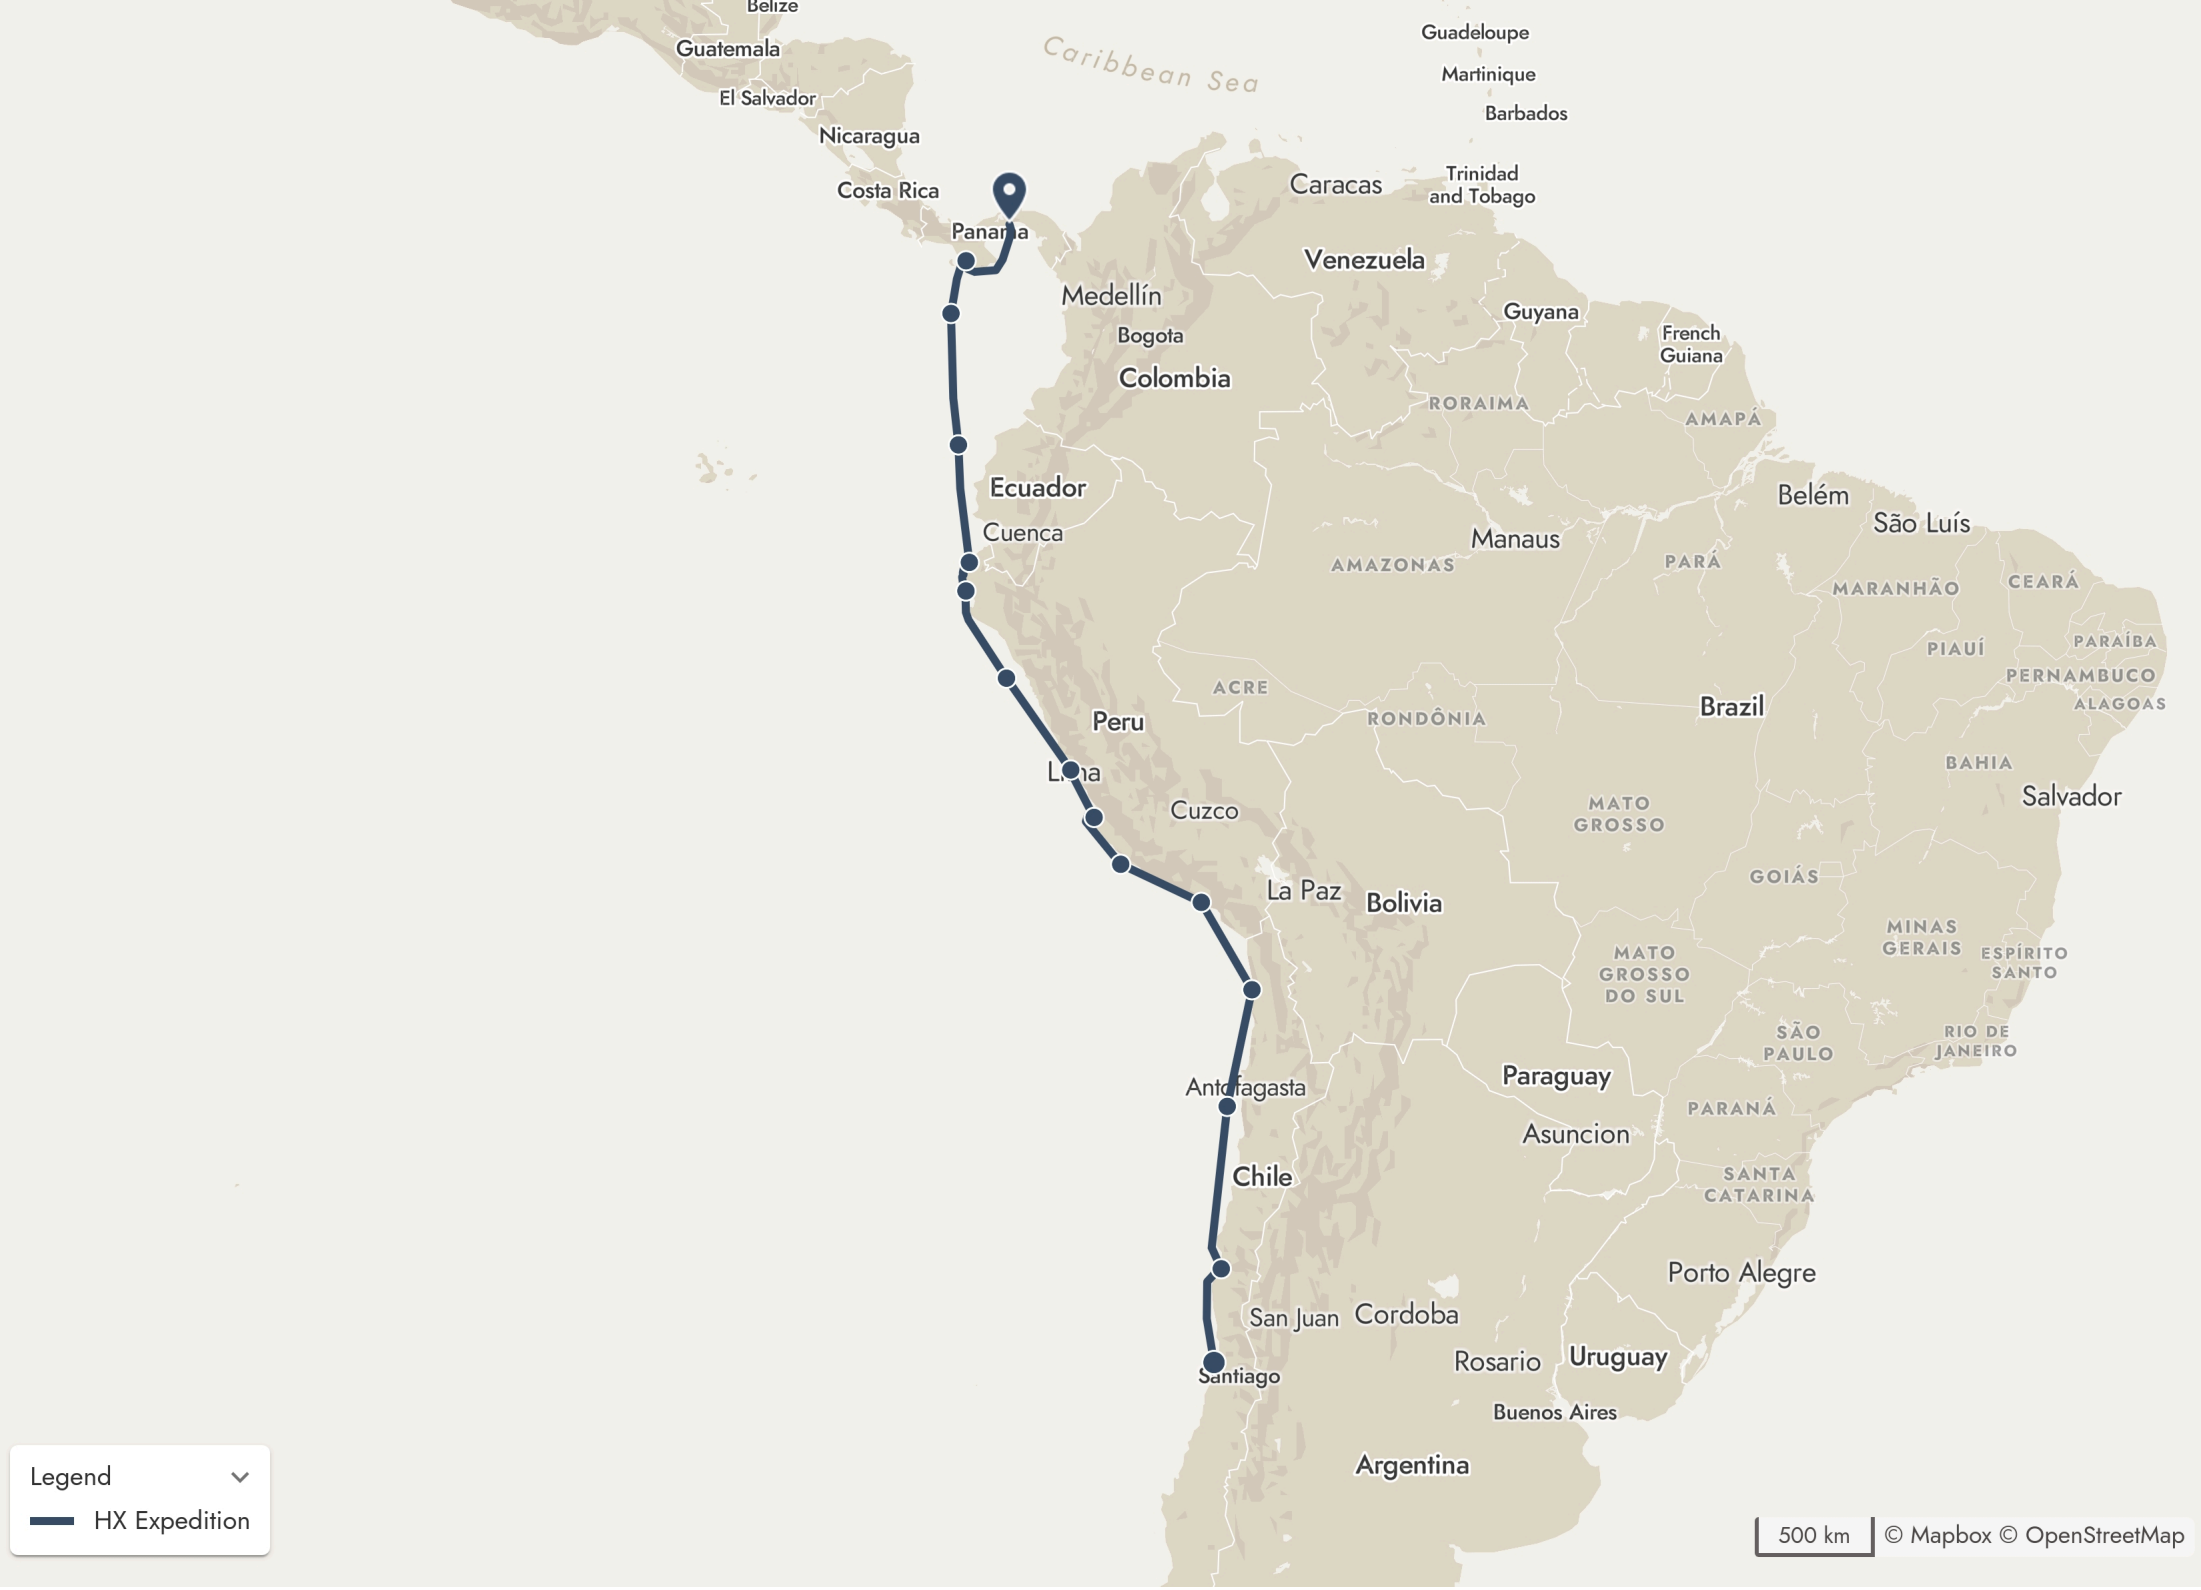 Belize
Guatemala
El Salvador
Nicaragua
Costa Rica
Panama
Caribbean Sea
Guadeloupe
Martinique
Barbados
Trinidad
and Tobago
Caracas
Venezuela
Medellín
Bogota
Colombia
Guyana
French
Guiana
RORAIMA
AMAPÁ
Ecuador
Cuenca
Manaus
AMAZONAS
PARÁ
Belém
São Luís
MARANHÃO
CEARÁ
PIAUÍ
PARAÍBA
PERNAMBUCO
ALAGOAS
ACRE
RONDÔNIA
Brazil
Peru
Lima
Cuzco
BAHIA
Salvador
MATO
GROSSO
GOIÁS
La Paz
Bolivia
MINAS
GERAIS
ESPÍRITO
SANTO
MATO
GROSSO
DO SUL
SÃO
PAULO
RIO DE
JANEIRO
Antofagasta
Paraguay
PARANÁ
Asuncion
Chile
SANTA
CATARINA
Porto Alegre
San Juan
Cordoba
Rosario
Uruguay
Santiago
Buenos Aires
Argentina
Legend
HX Expedition
500 km
© Mapbox © OpenStreetMap